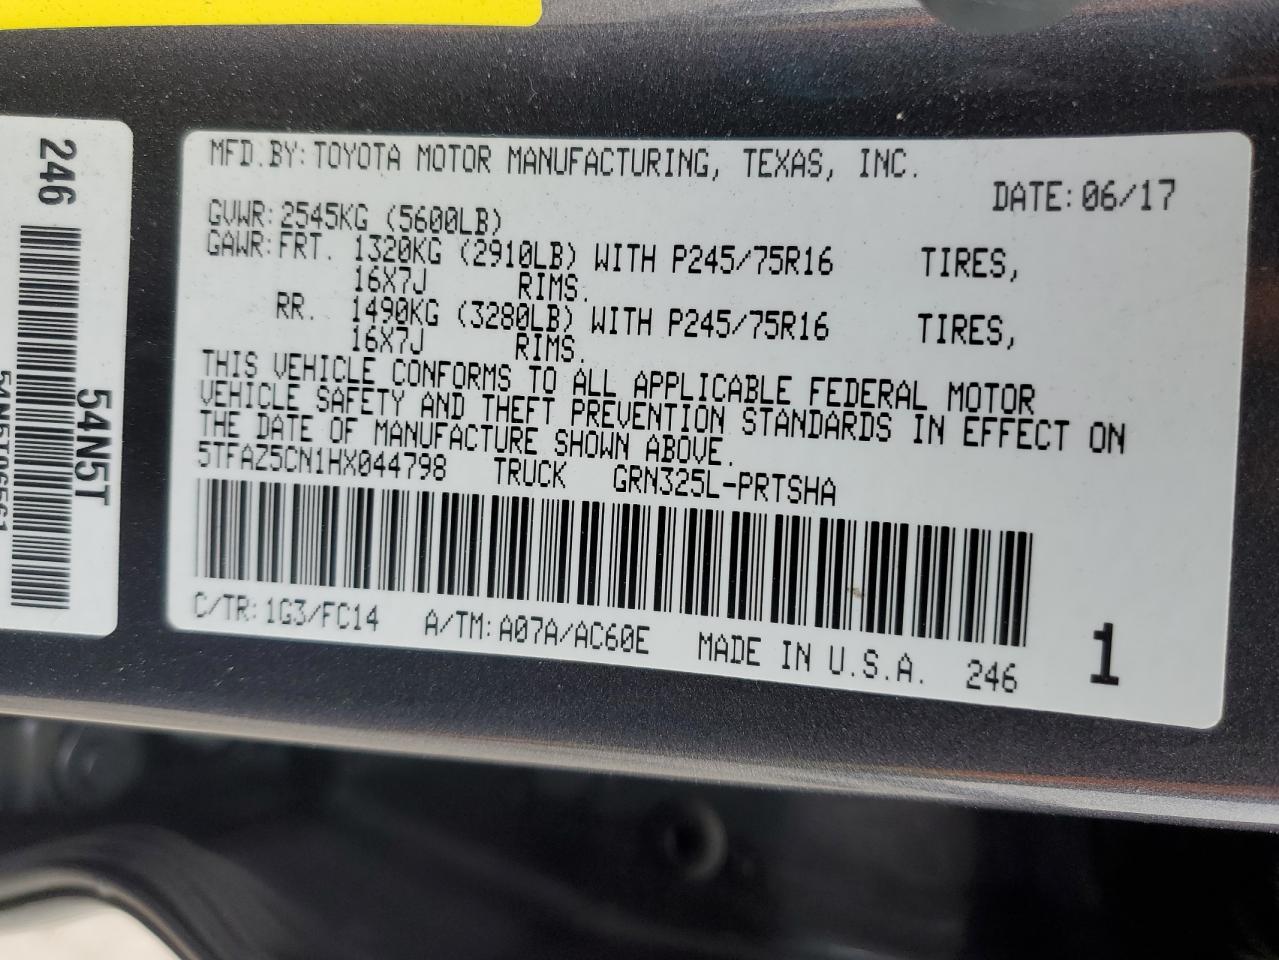 MFD.BY:TOYOTA MOTOR MANUFACTURING, TEXAS, INC.
DATE:06/17
GVWR:2545KG (5600LB)
GAWR:FRT. 1320KG (2910LB) WITH P245/75R16 TIRES,
16X7J RIMS.
RR. 1490KG (3280LB) WITH P245/75R16 TIRES,
16X7J RIMS.
THIS VEHICLE CONFORMS TO ALL APPLICABLE FEDERAL MOTOR
VEHICLE SAFETY AND THEFT PREVENTION STANDARDS IN EFFECT ON
THE DATE OF MANUFACTURE SHOWN ABOVE.
5TFAZ5CN1HX044798 TRUCK GRN325L-PRTSHA
C/TR:1G3/FC14 A/TM:A07A/AC60E MADE IN U.S.A. 246
1
246
54N5T